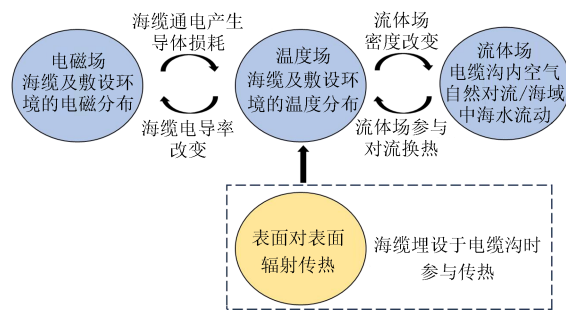 电磁场
海缆及敷设环
境的电磁分布
海缆通电产生
导体损耗
海缆电导率
改变
温度场
海缆及敷设环
境的温度分布
流体场
密度改变
流体场参与
对流换热
流体场
电缆沟内空气
自然对流/海域
中海水流动
表面对表面
辐射传热
海缆埋设于电缆沟时
参与传热